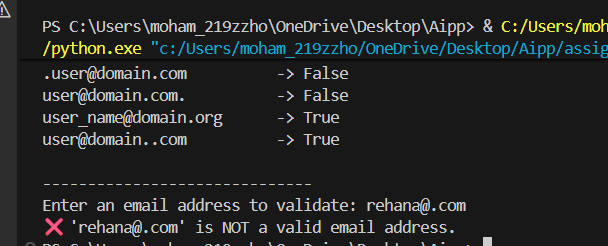 PS C:\Users\moham_219zzho\OneDrive\Desktop\Aipp> & C:/Users/moh
/python.exe "c:/Users/moham_219zzho/OneDrive/Desktop/Aipp/assig
.user@domain.com -> False
user@domain.com. -> False
user_name@domain.org -> True
user@domain..com -> True
------------------------------
Enter an email address to validate: rehana@.com
❌ 'rehana@.com' is NOT a valid email address.